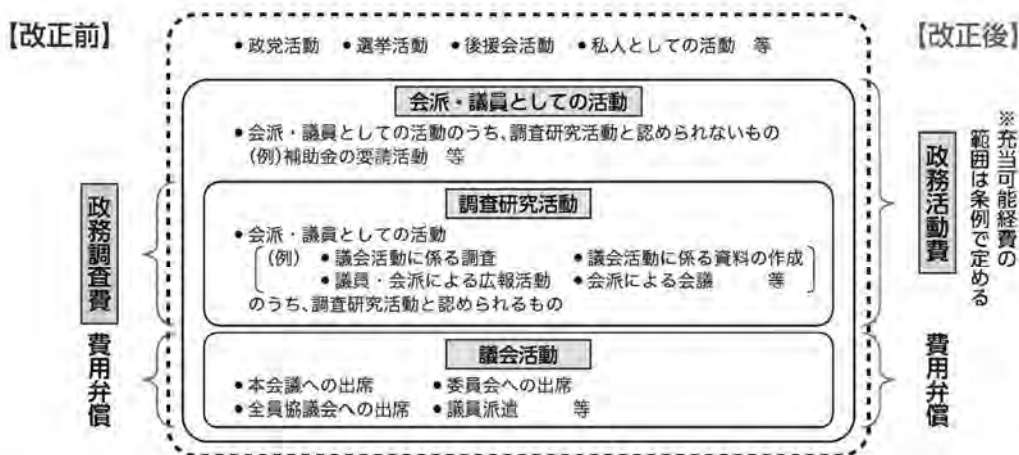 【改正前】
【改正後】
●政党活動 ●選挙活動 ●後援会活動 ●私人としての活動 等
会派・議員としての活動
●会派・議員としての活動のうち、調査研究活動と認められないもの
(例)補助金の要請活動 等
調査研究活動
●会派・議員としての活動
(例) ●議会活動に係る調査 ●議会活動に係る資料の作成
●議員・会派による広報活動 ●会派による会議 等
のうち、調査研究活動と認められるもの
議会活動
●本会議への出席 ●委員会への出席
●全員協議会への出席 ●議員派遣 等
政務調査費
費用弁償
政務活動費
※充当可能経費の
範囲は条例で定める
費用弁償